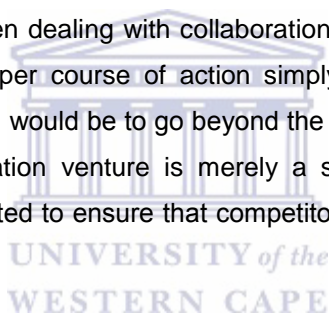 en dealing with collaboration
per course of action simply
would be to go beyond the
ation venture is merely a s
ted to ensure that competito
UNIVERSITY of the
WESTERN CAPE